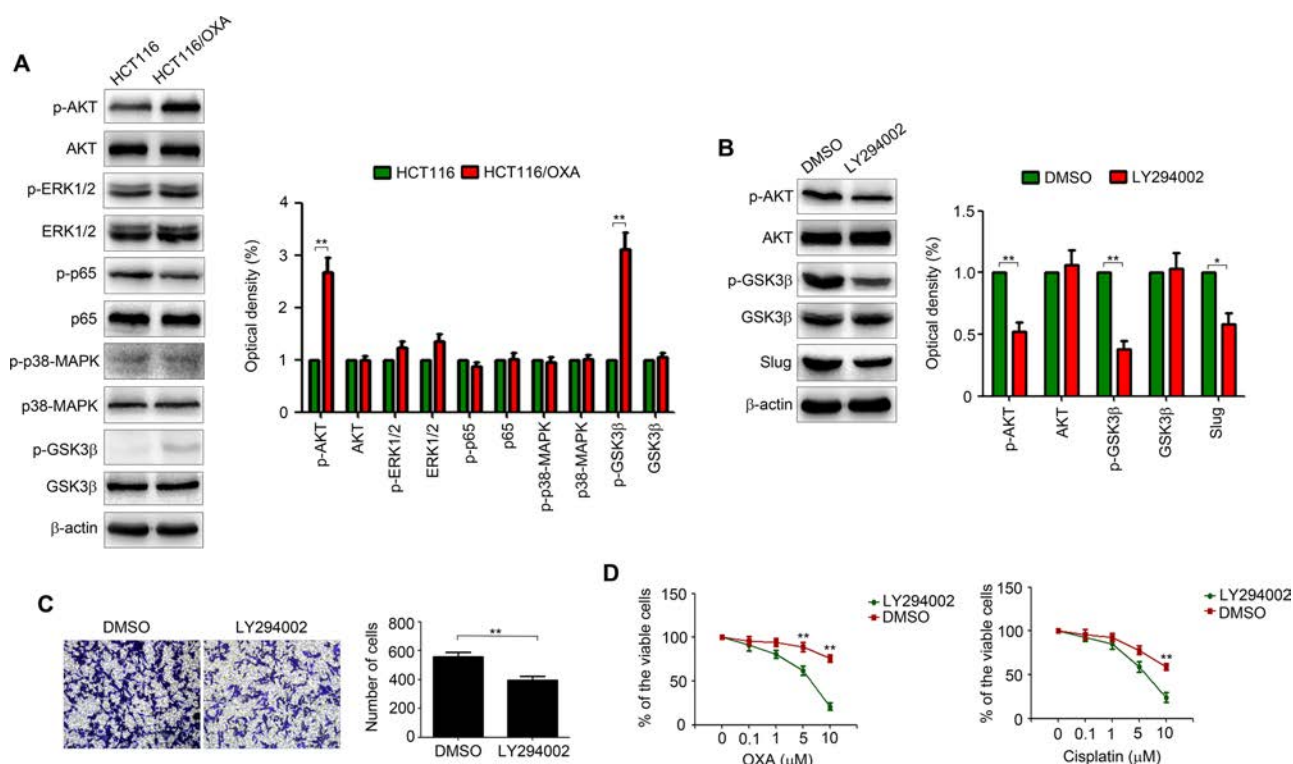 A
HCT116
HCT116/OXA
p-AKT
AKT
p-ERK1/2
ERK1/2
p-p65
p65
p-p38-MAPK
p38-MAPK
p-GSK3β
GSK3β
β-actin
HCT116 HCT116/OXA
Optical density (%)
4
3
2
1
0
** **
p-AKT
AKT
p-ERK1/2
ERK1/2
p-p65
p65
p-p38-MAPK
p38-MAPK
p-GSK3β
GSK3β
B
DMSO
LY294002
p-AKT
AKT
p-GSK3β
GSK3β
Slug
β-actin
DMSO LY294002
Optical density (%)
1.5
1.0
0.5
0
** ** *
p-AKT
AKT
p-GSK3β
GSK3β
Slug
C
DMSO LY294002
Number of cells
800
600
400
200
0
**
DMSO LY294002
D
LY294002
DMSO
% of the viable cells
150
100
50
0
** **
0 0.1 1 5 10
OXA (μM)
LY294002
DMSO
% of the viable cells
150
100
50
0
**
0 0.1 1 5 10
Cisplatin (μM)